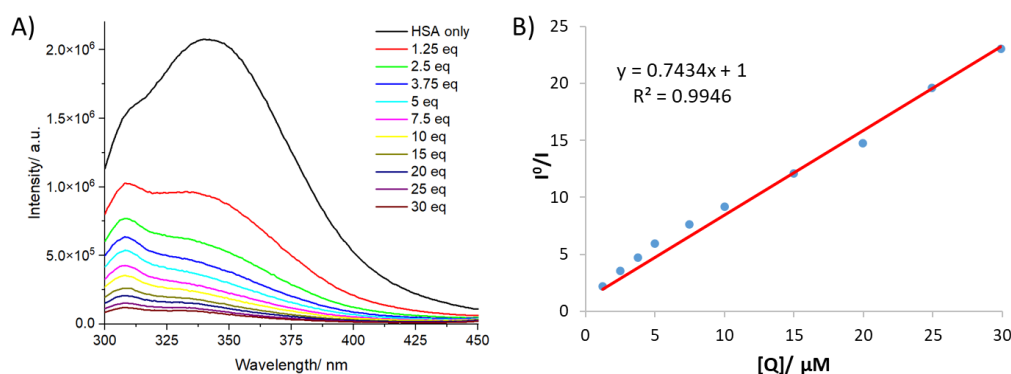 A)
2.0×10⁶
1.5×10⁶
1.0×10⁶
5.0×10⁵
0.0
Intensity/ a.u.
300 325 350 375 400 425 450
Wavelength/ nm
HSA only
1.25 eq
2.5 eq
3.75 eq
5 eq
7.5 eq
10 eq
15 eq
20 eq
25 eq
30 eq
B)
25
20
15
10
5
0
I⁰/I
y = 0.7434x + 1
R² = 0.9946
0 5 10 15 20 25 30
[Q]/ µM